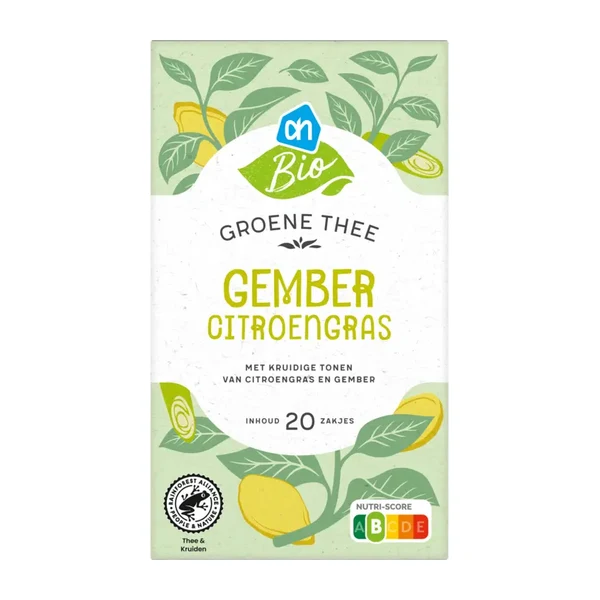 ah
Bio
GROENE THEE
GEMBER
CITROENGRAS
MET KRUIDIGE TONEN
VAN CITROENGRAS EN GEMBER
INHOUD 20 ZAKJES
RAINFOREST ALLIANCE
PEOPLE & NATURE
Thee &
Kruiden
NUTRI-SCORE
A B C D E